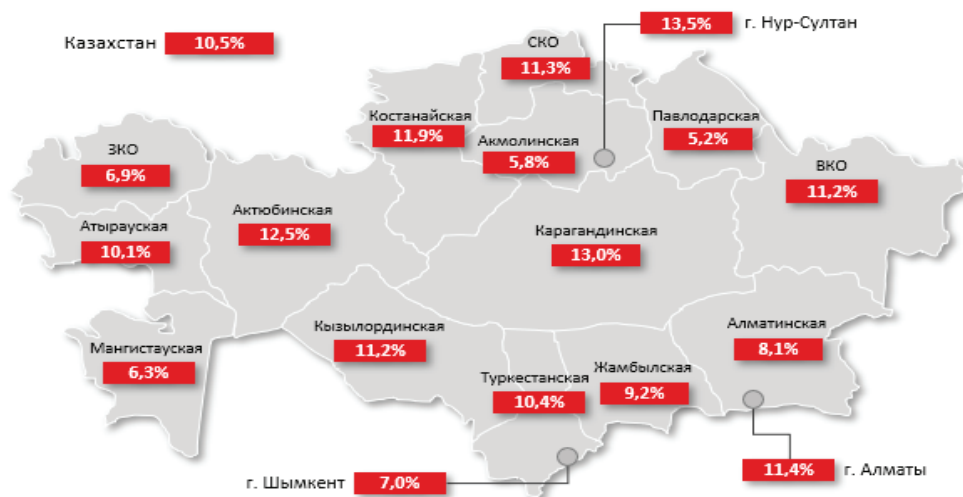 13,5% г. Нур-Султан
Казахстан 10,5%
СКО
11,3%
Костанайская
11,9%
Павлодарская
5,2%
Акмолинская
5,8%
ЗКО
6,9%
ВКО
11,2%
Атырауская
10,1%
Актюбинская
12,5%
Карагандинская
13,0%
Кызылординская
11,2%
Алматинская
8,1%
Мангистауская
6,3%
Туркестанская
10,4%
Жамбылская
9,2%
г. Шымкент 7,0%
11,4% г. Алматы